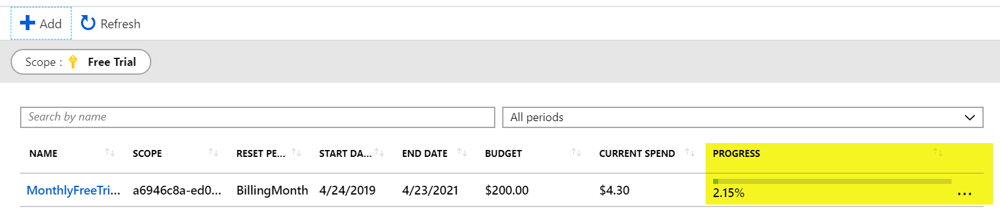 Add Refresh
Scope : Free Trial
Search by name All periods
NAME SCOPE RESET PE... START DA... END DATE BUDGET CURRENT SPEND PROGRESS
MonthlyFreeTri... a6946c8a-ed0... BillingMonth 4/24/2019 4/23/2021 $200.00 $4.30 2.15% ...